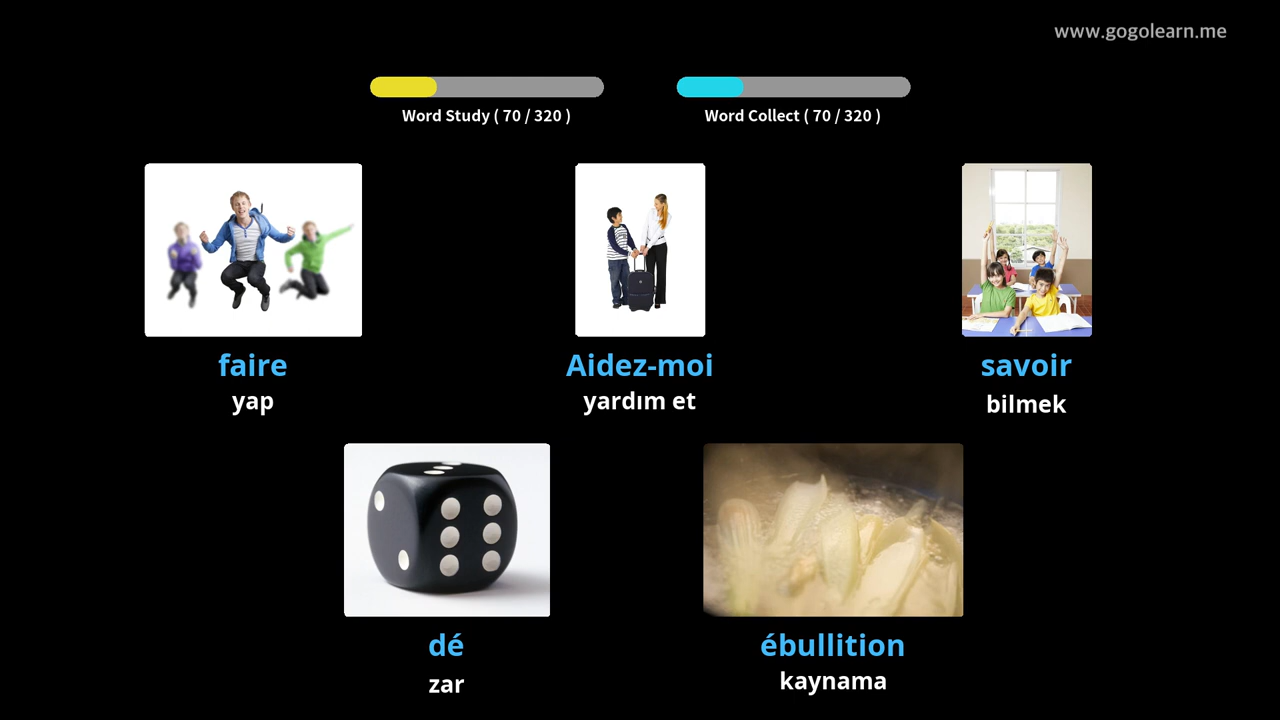 www.gogolearn.me
Word Study ( 70 / 320 )
Word Collect ( 70 / 320 )
faire
yap
Aidez-moi
yardım et
savoir
bilmek
dé
zar
ébullition
kaynama